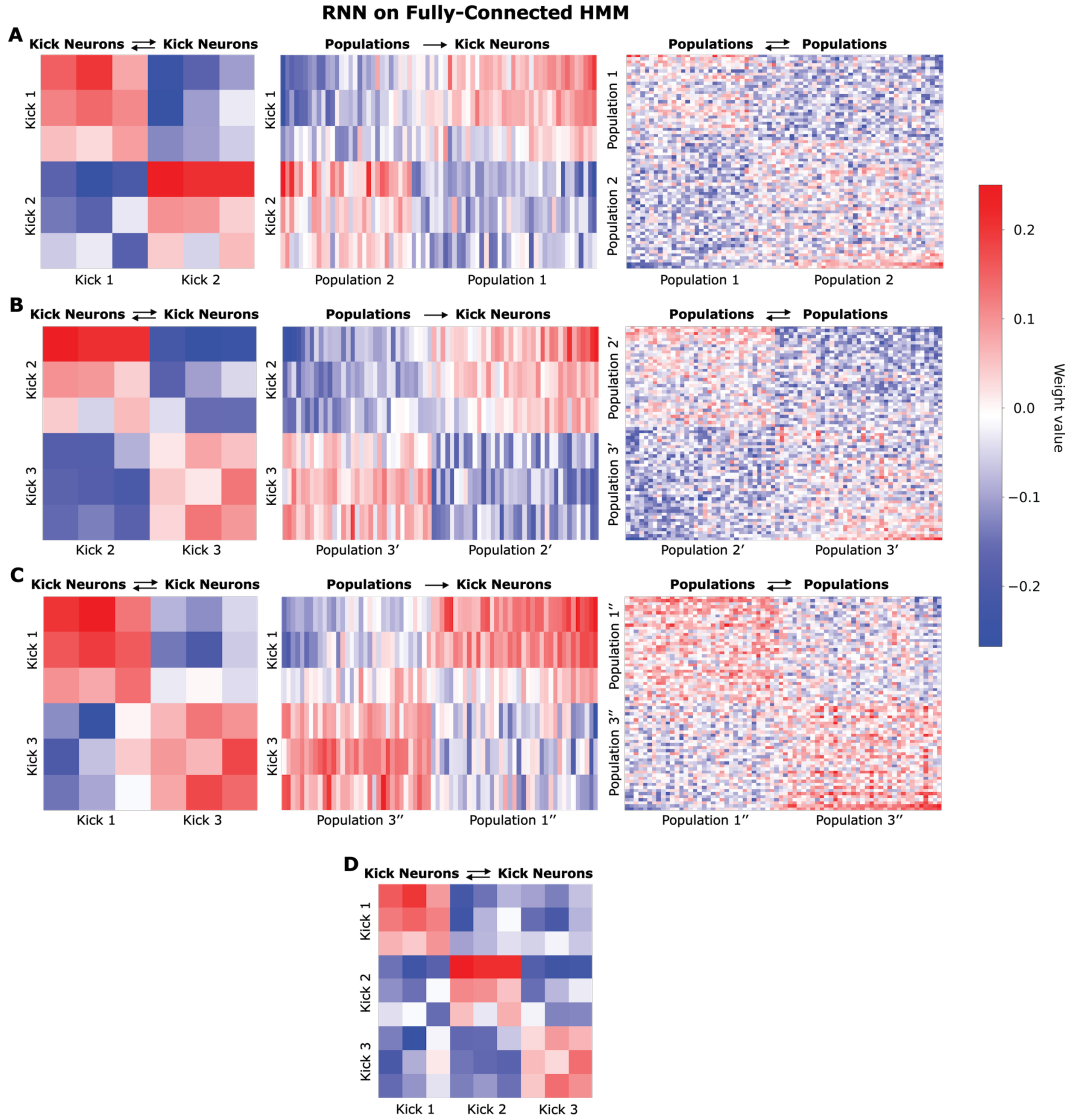 RNN on Fully-Connected HMM
A
Kick Neurons ⇄ Kick Neurons
Populations → Kick Neurons
Populations ⇄ Populations
Kick 1
Kick 2
Kick 1
Kick 2
Kick 1
Kick 2
Population 2
Population 1
Population 1
Population 2
Population 1
Population 2
B
Kick Neurons ⇄ Kick Neurons
Populations → Kick Neurons
Populations ⇄ Populations
Kick 2
Kick 3
Kick 2
Kick 3
Kick 2
Kick 3
Population 3′
Population 2′
Population 2′
Population 3′
Population 2′
Population 3′
C
Kick Neurons ⇄ Kick Neurons
Populations → Kick Neurons
Populations ⇄ Populations
Kick 1
Kick 3
Kick 1
Kick 3
Kick 1
Kick 3
Population 3′′
Population 1′′
Population 1′′
Population 3′′
Population 1′′
Population 3′′
D
Kick Neurons ⇄ Kick Neurons
Kick 1
Kick 2
Kick 3
Kick 1
Kick 2
Kick 3
0.2
0.1
0.0
−0.1
−0.2
Weight value